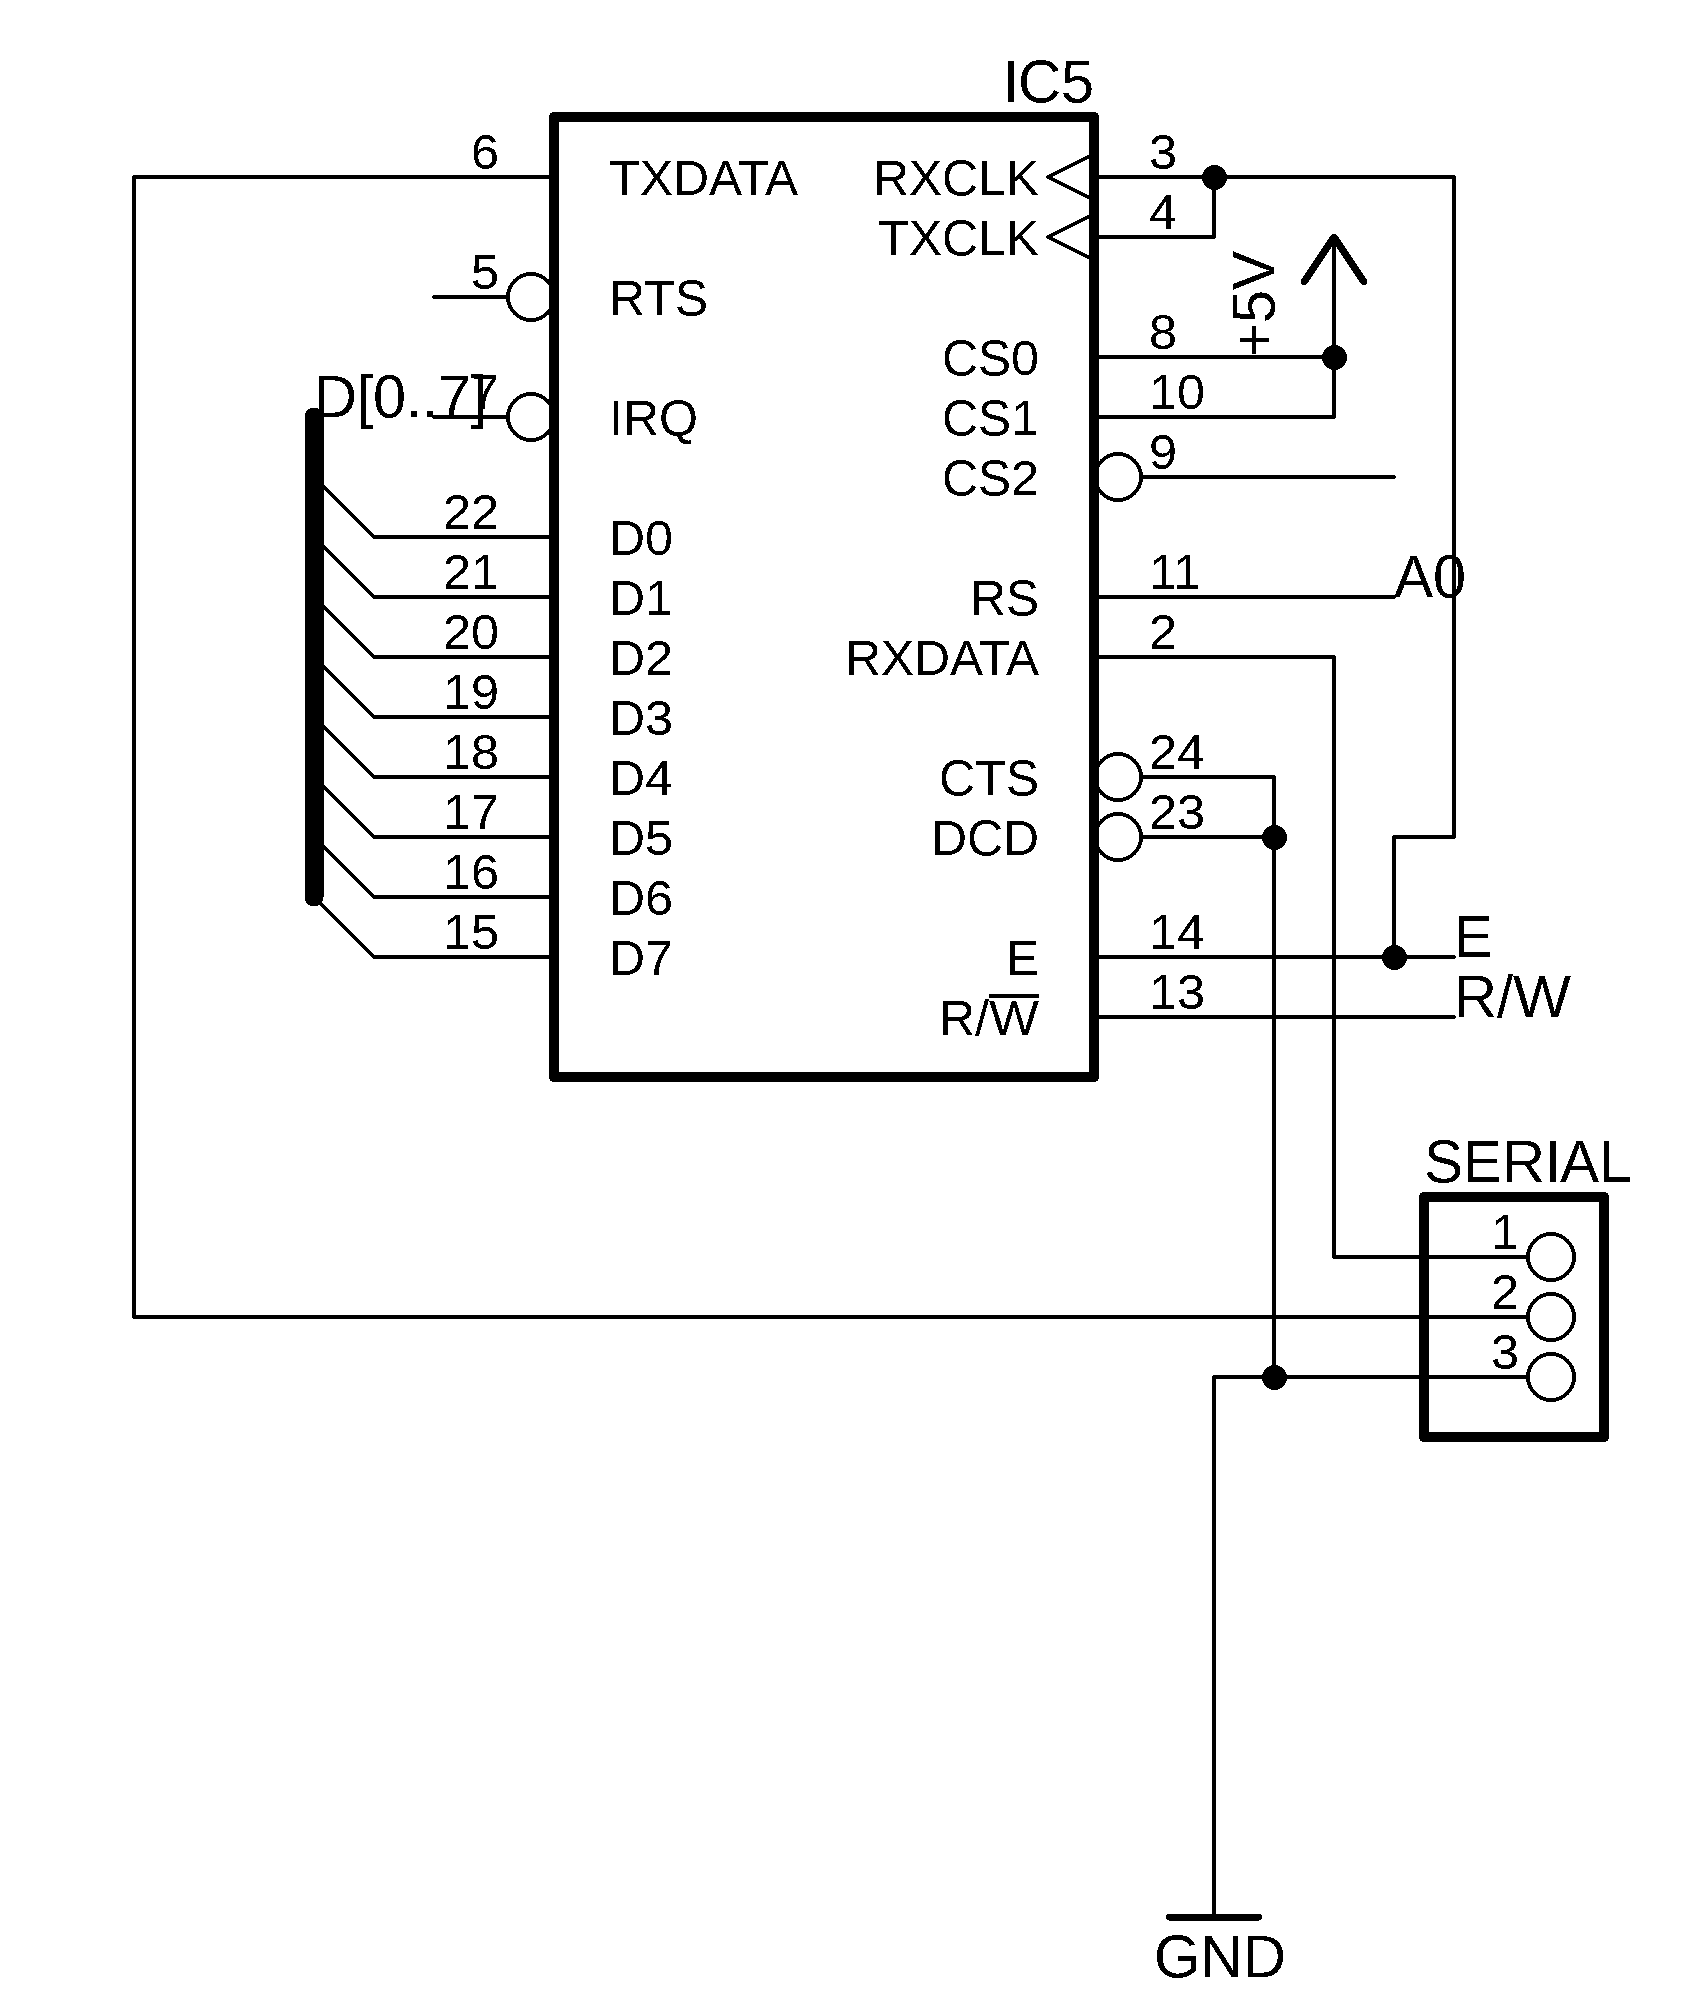 IC5
6 TXDATA RXCLK 3
TXCLK 4
5 RTS
+5V
CS0 8
D[0..7] 7 IRQ CS1 10
CS2 9
22 D0
21 D1 RS 11 A0
20 D2 RXDATA 2
19 D3
18 D4 CTS 24
17 D5 DCD 23
16 D6
15 D7 E 14 E
R/W̅ 13 R/W
SERIAL
1
2
3
GND